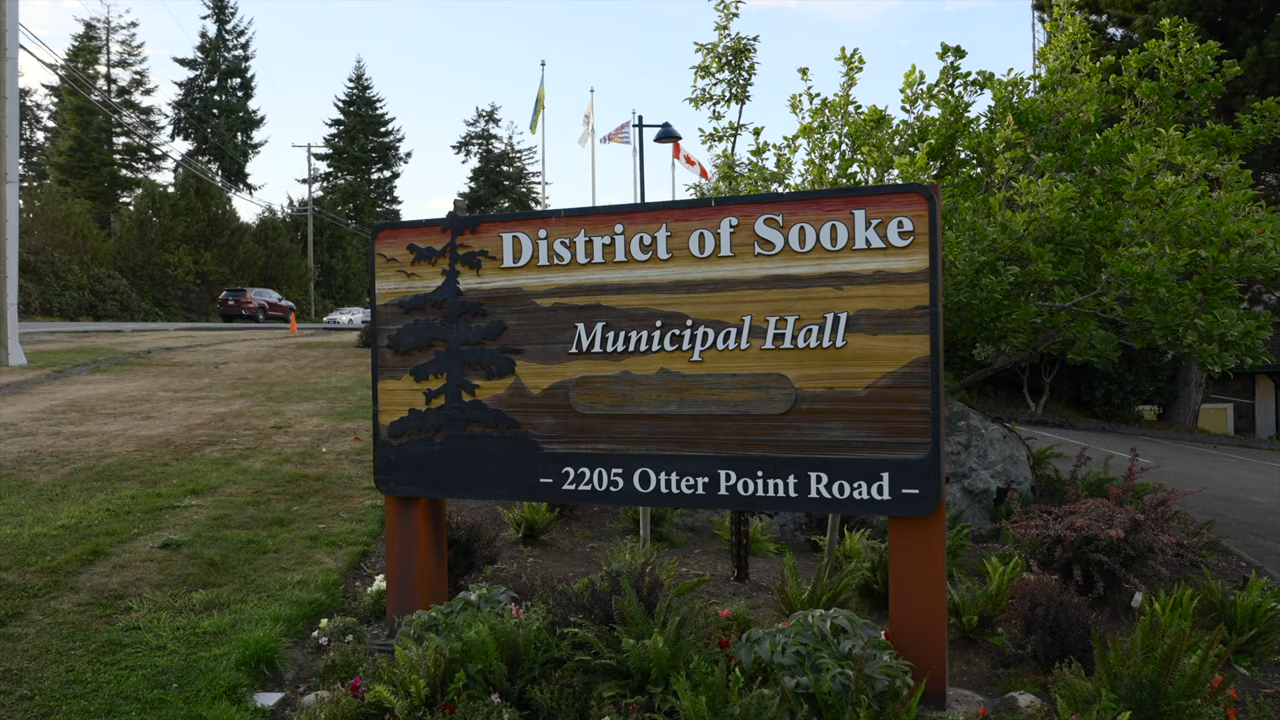 District of Sooke
Municipal Hall
– 2205 Otter Point Road –